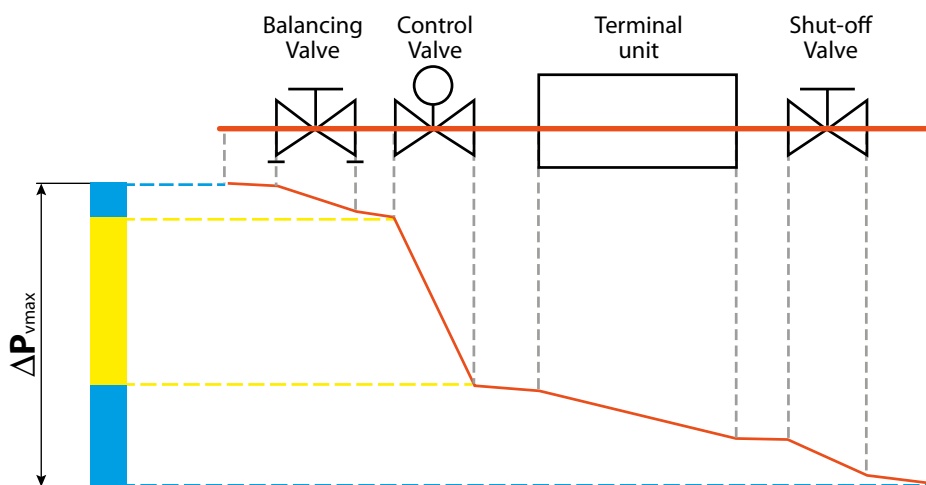 Balancing
Valve
Control
Valve
Terminal
unit
Shut-off
Valve
ΔPvmax